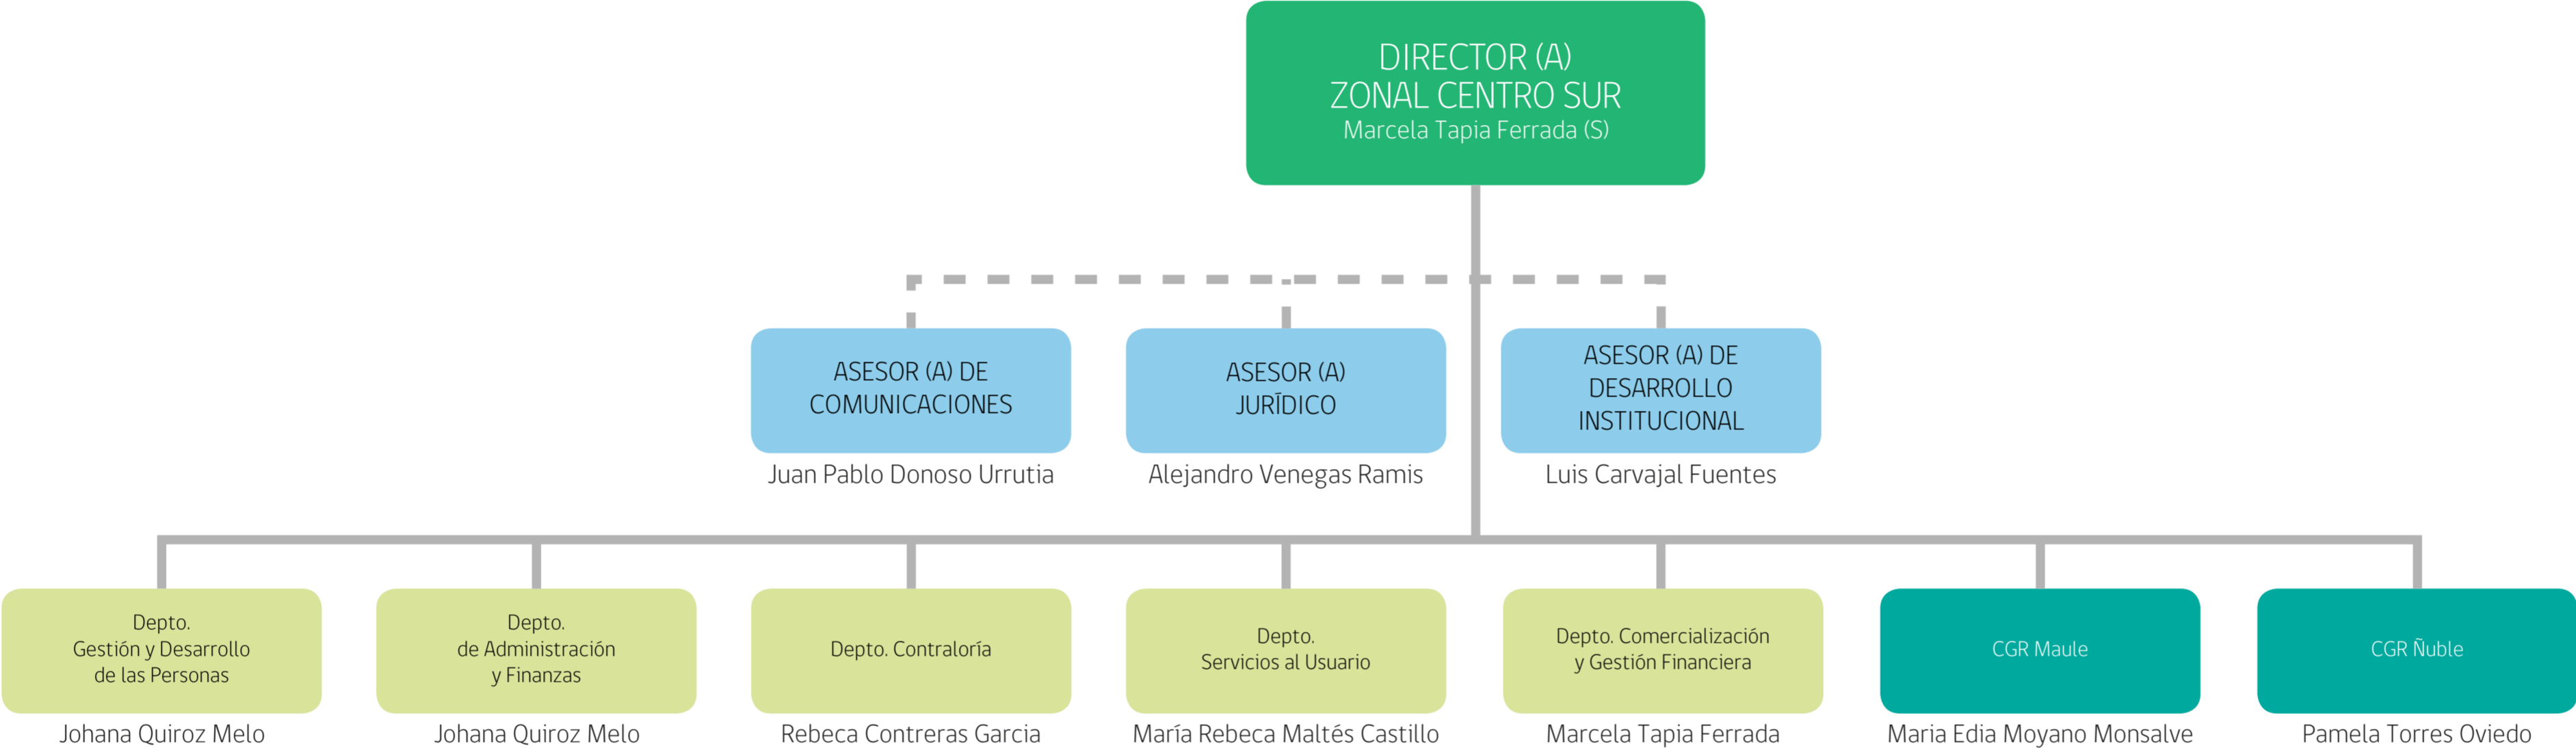 DIRECTOR (A)
ZONAL CENTRO SUR
Marcela Tapia Ferrada (S)
ASESOR (A) DE
COMUNICACIONES
Juan Pablo Donoso Urrutia
ASESOR (A)
JURÍDICO
Alejandro Venegas Ramis
ASESOR (A) DE
DESARROLLO
INSTITUCIONAL
Luis Carvajal Fuentes
Depto.
Gestión y Desarrollo
de las Personas
Johana Quiroz Melo
Depto.
de Administración
y Finanzas
Johana Quiroz Melo
Depto. Contraloría
Rebeca Contreras Garcia
Depto.
Servicios al Usuario
María Rebeca Maltés Castillo
Depto. Comercialización
y Gestión Financiera
Marcela Tapia Ferrada
CGR Maule
Maria Edia Moyano Monsalve
CGR Ñuble
Pamela Torres Oviedo